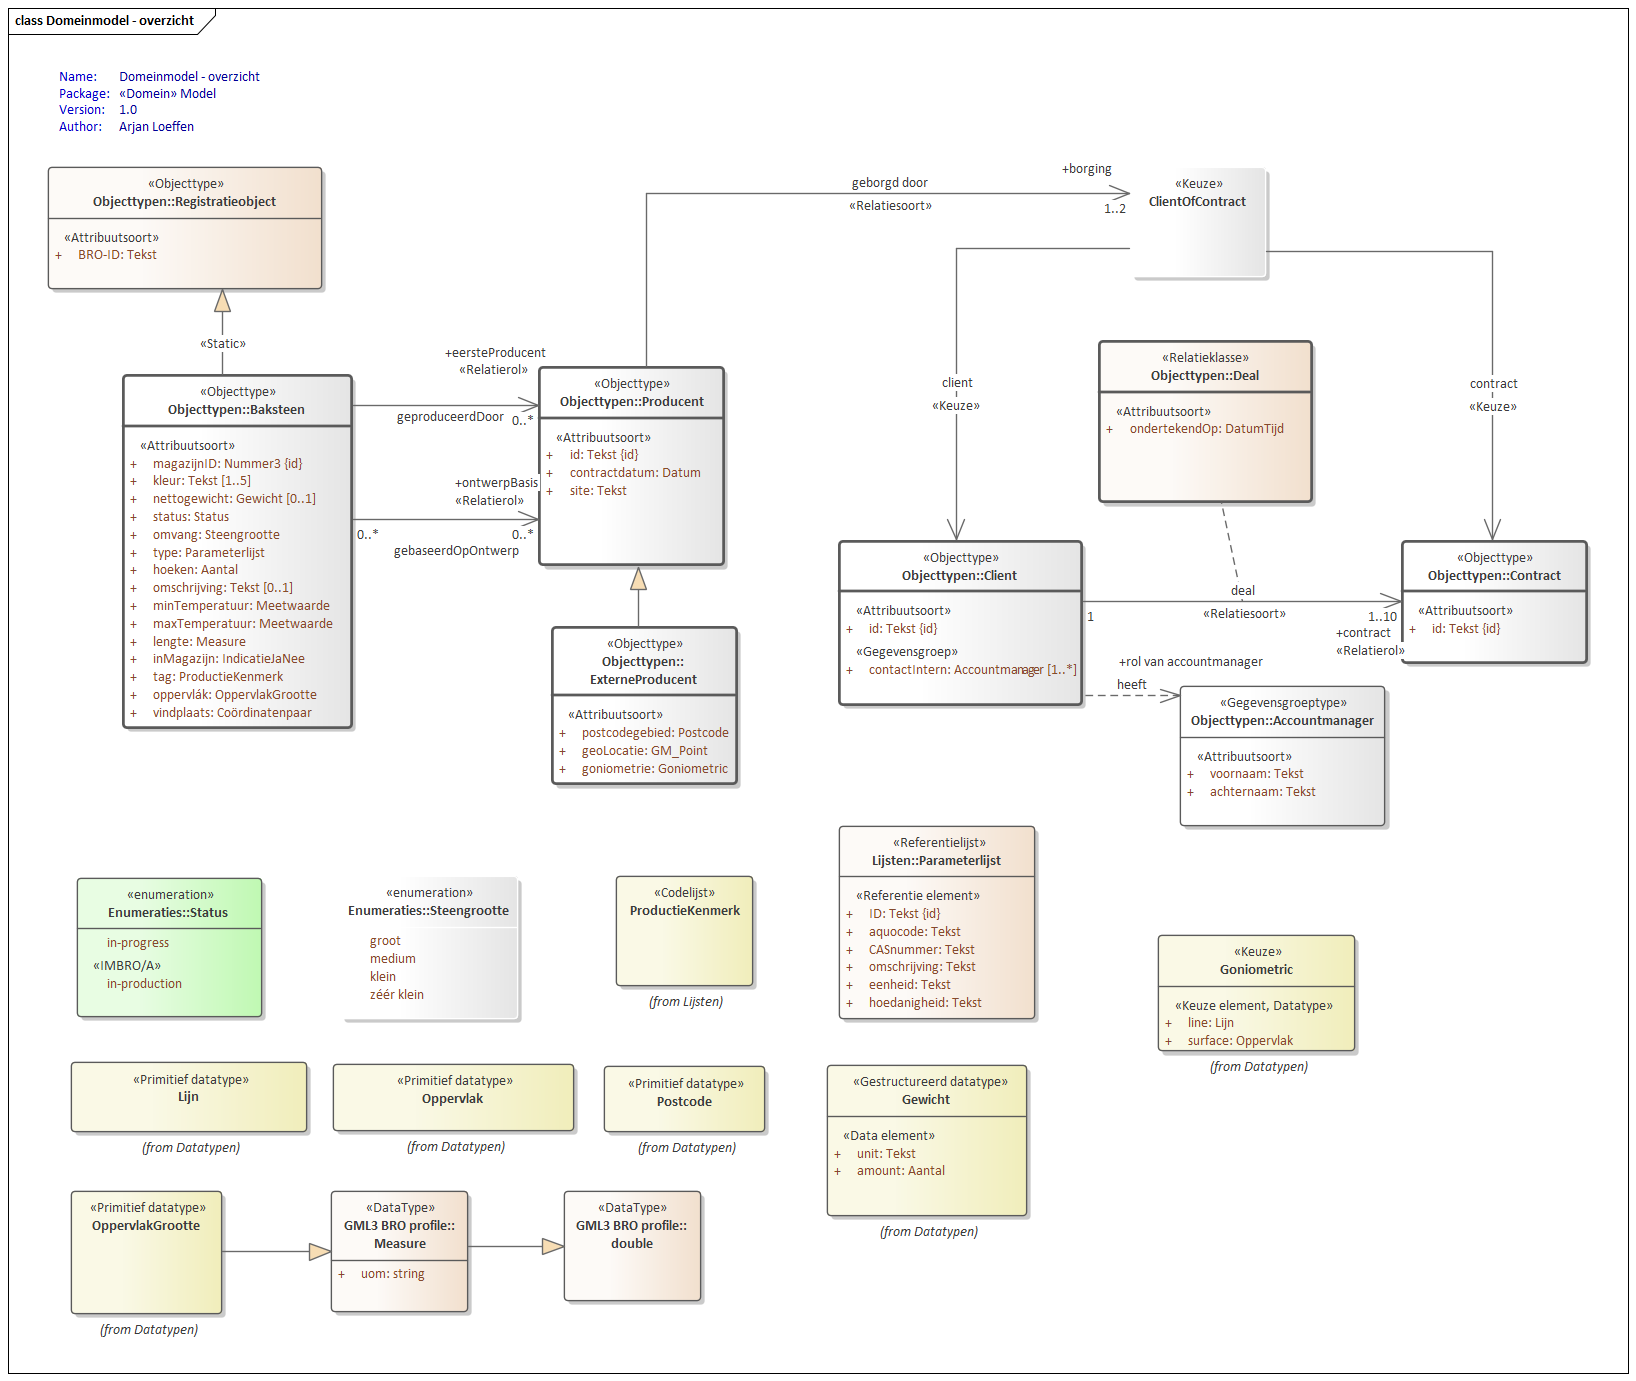 class Domeinmodel - overzicht
Name: Domeinmodel - overzicht
Package: «Domein» Model
Version: 1.0
Author: Arjan Loeffen
«Objecttype»
Objecttypen::Registratieobject
«Attribuutsoort»
+ BRO-ID: Tekst
«Static»
«Objecttype»
Objecttypen::Baksteen
«Attribuutsoort»
+ magazijnID: Nummer3 {id}
+ kleur: Tekst [1..5]
+ nettogewicht: Gewicht [0..1]
+ status: Status
+ omvang: Steengrootte
+ type: Parameterlijst
+ hoeken: Aantal
+ omschrijving: Tekst [0..1]
+ minTemperatuur: Meetwaarde
+ maxTemperatuur: Meetwaarde
+ lengte: Measure
+ inMagazijn: IndicatieJaNee
+ tag: ProductieKenmerk
+ oppervlák: OppervlakGrootte
+ vindplaats: Coördinatenpaar
+eersteProducent
«Relatierol»
geproduceerdDoor 0..*
+ontwerpBasis
«Relatierol»
0..* 0..*
gebaseerdOpOntwerp
«Objecttype»
Objecttypen::Producent
«Attribuutsoort»
+ id: Tekst {id}
+ contractdatum: Datum
+ site: Tekst
«Objecttype»
Objecttypen::
ExterneProducent
«Attribuutsoort»
+ postcodegebied: Postcode
+ geoLocatie: GM_Point
+ goniometrie: Goniometric
+borging
geborgd door
«Relatiesoort» 1..2
«Keuze»
ClientOfContract
client
«Keuze»
contract
«Keuze»
«Relatieklasse»
Objecttypen::Deal
«Attribuutsoort»
+ ondertekendOp: DatumTijd
«Objecttype»
Objecttypen::Client
«Attribuutsoort»
+ id: Tekst {id}
«Gegevensgroep»
+ contactIntern: Accountmanager [1..*]
deal
1 «Relatiesoort» 1..10
+contract
«Relatierol»
«Objecttype»
Objecttypen::Contract
«Attribuutsoort»
+ id: Tekst {id}
+rol van accountmanager
heeft
«Gegevensgroeptype»
Objecttypen::Accountmanager
«Attribuutsoort»
+ voornaam: Tekst
+ achternaam: Tekst
«enumeration»
Enumeraties::Status
in-progress
«IMBRO/A»
in-production
«enumeration»
Enumeraties::Steengrootte
groot
medium
klein
zéér klein
«Codelijst»
ProductieKenmerk
(from Lijsten)
«Referentielijst»
Lijsten::Parameterlijst
«Referentie element»
+ ID: Tekst {id}
+ aquocode: Tekst
+ CASnummer: Tekst
+ omschrijving: Tekst
+ eenheid: Tekst
+ hoedanigheid: Tekst
«Keuze»
Goniometric
«Keuze element, Datatype»
+ line: Lijn
+ surface: Oppervlak
(from Datatypen)
«Primitief datatype»
Lijn
(from Datatypen)
«Primitief datatype»
Oppervlak
(from Datatypen)
«Primitief datatype»
Postcode
(from Datatypen)
«Gestructureerd datatype»
Gewicht
«Data element»
+ unit: Tekst
+ amount: Aantal
(from Datatypen)
«Primitief datatype»
OppervlakGrootte
(from Datatypen)
«DataType»
GML3 BRO profile::
Measure
+ uom: string
«DataType»
GML3 BRO profile::
double